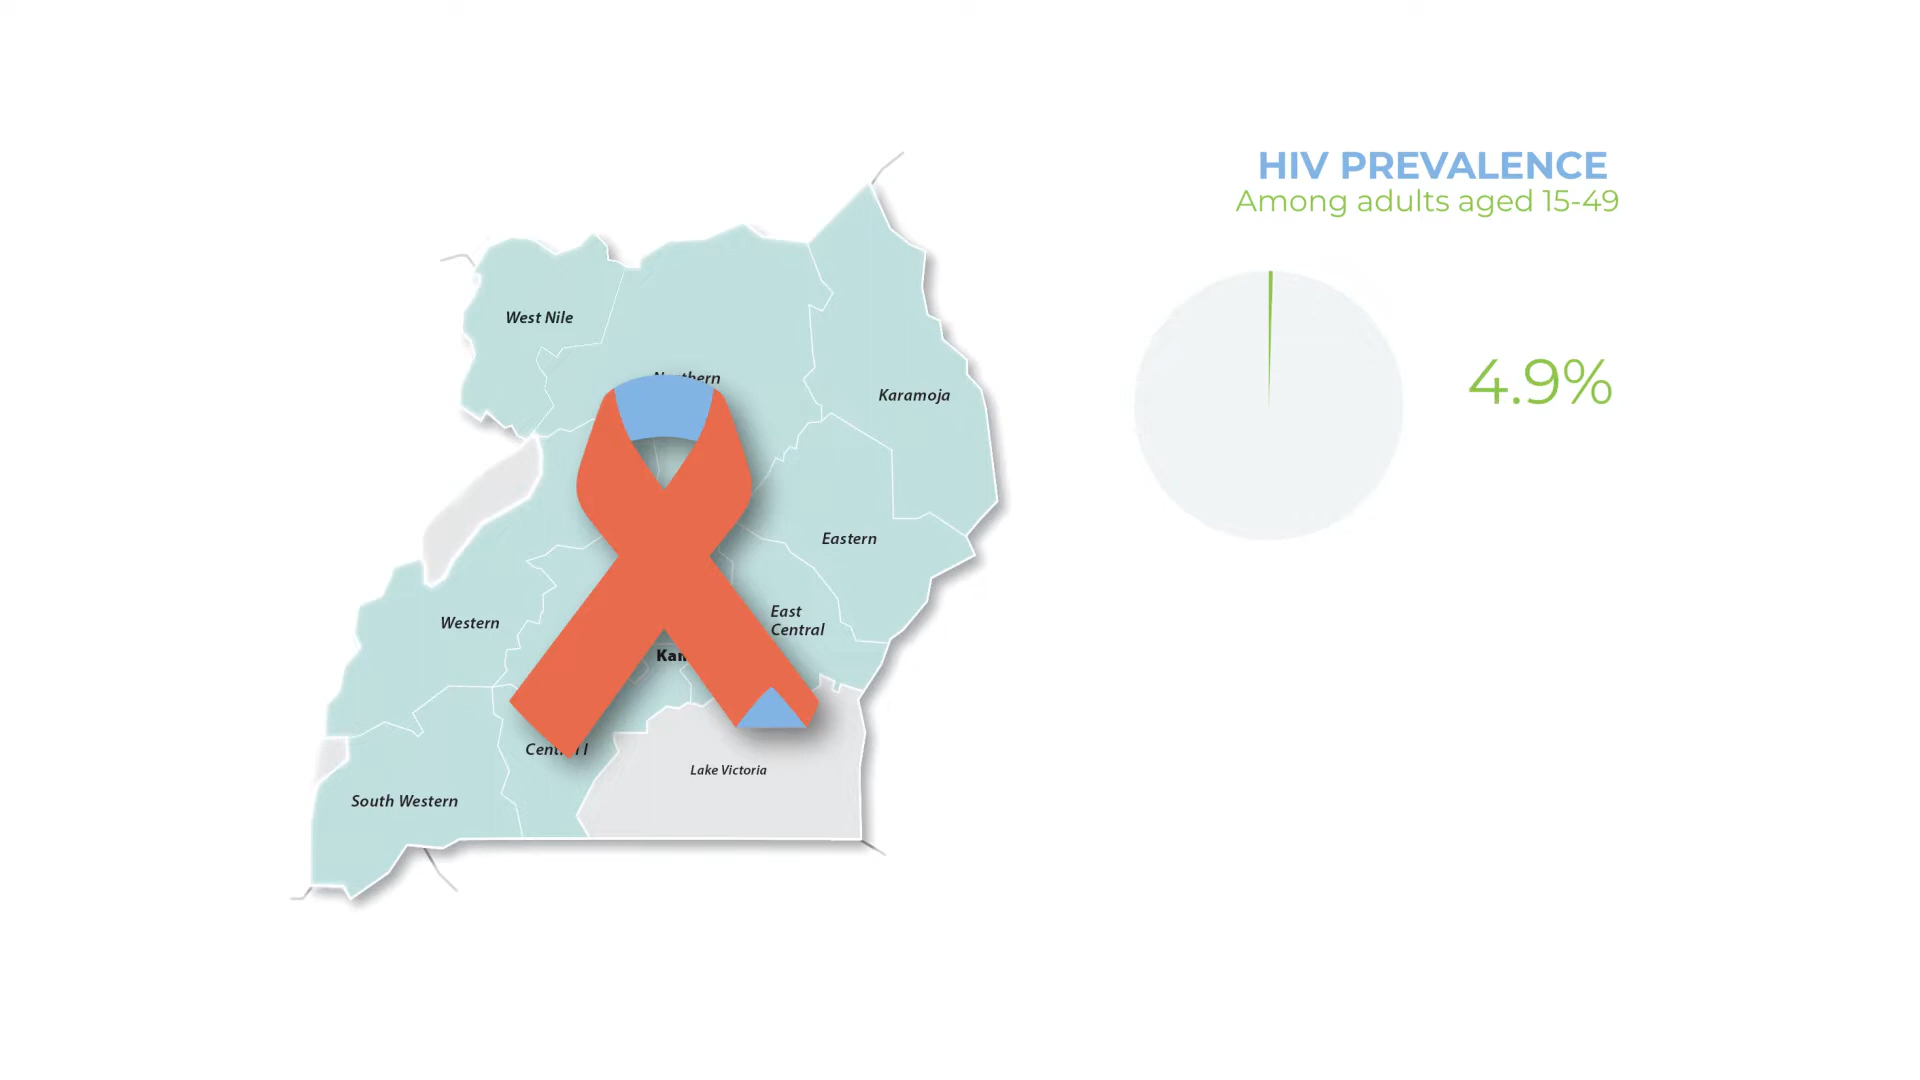 HIV PREVALENCE
Among adults aged 15-49
4.9%
West Nile
Karamoja
Eastern
East
Central
Western
South Western
Lake Victoria